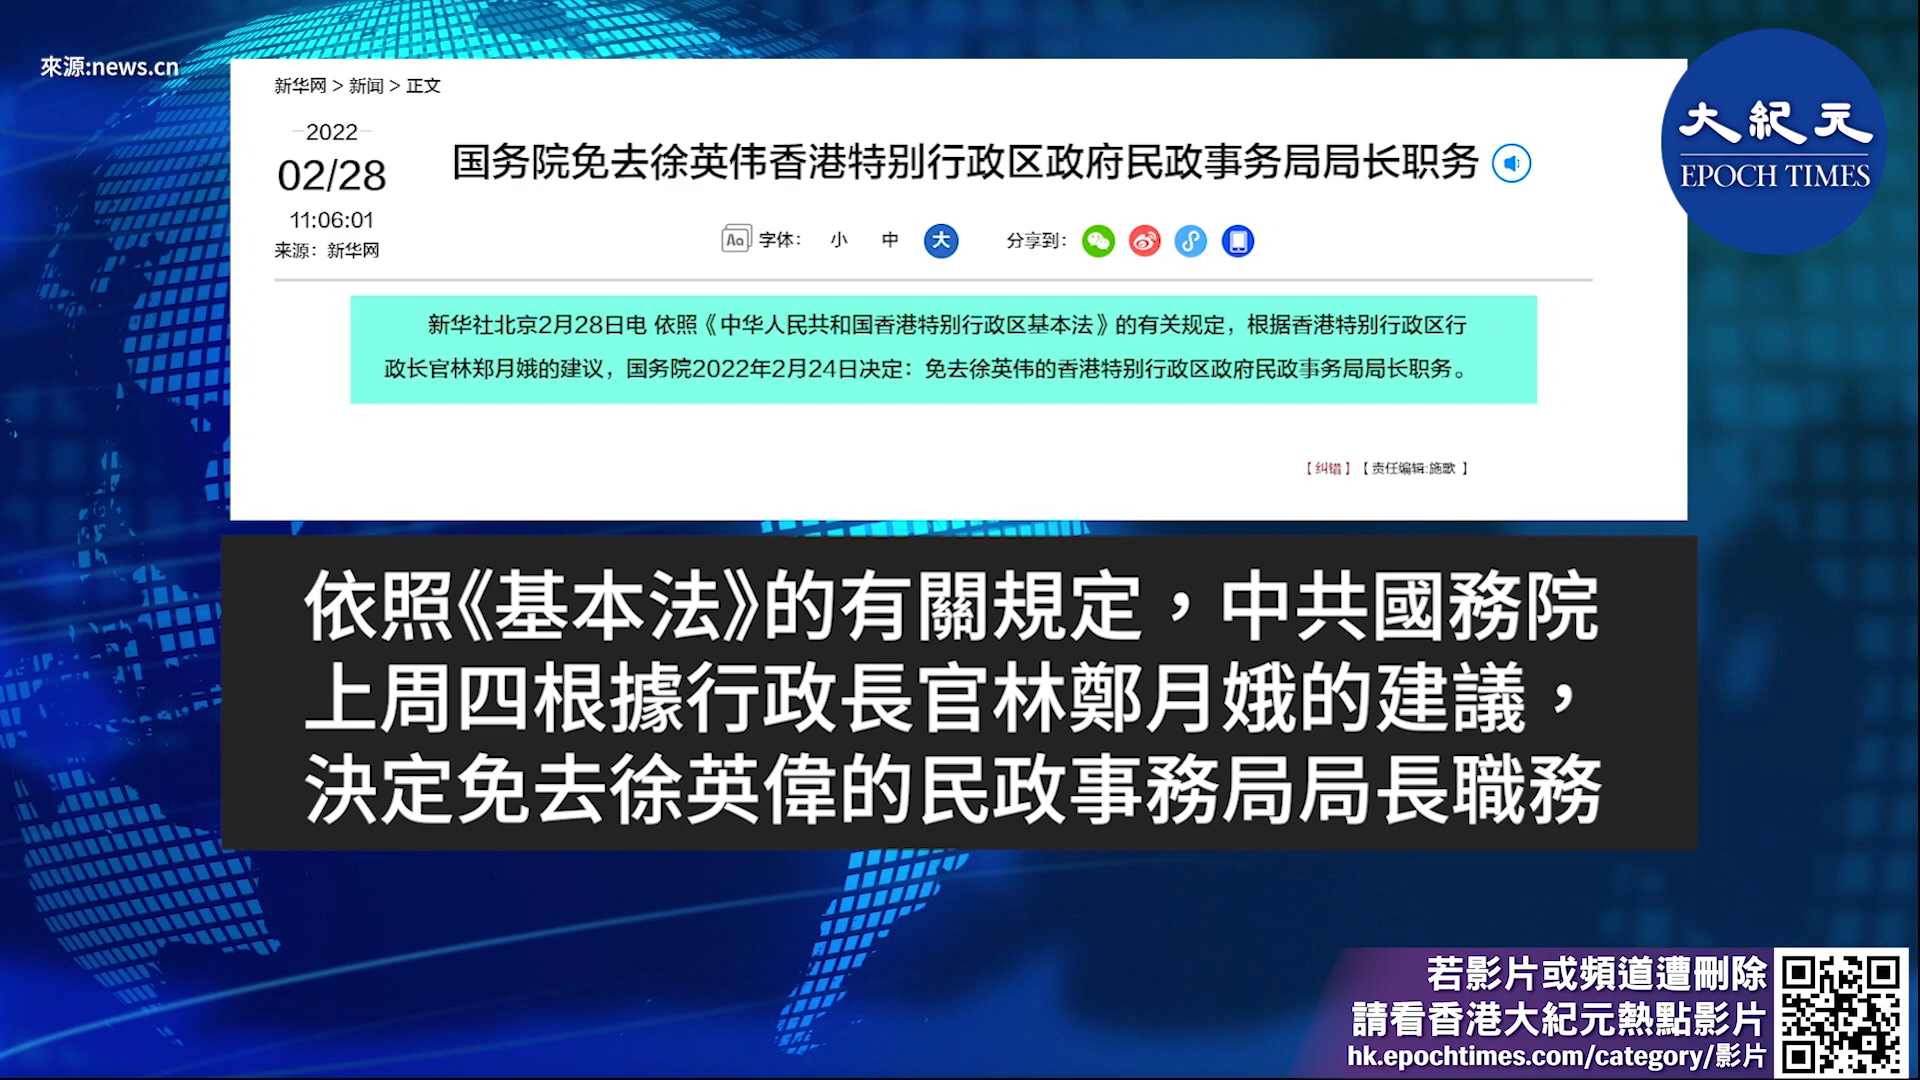 來源:news.cn
新华网 > 新闻 > 正文
2022
02/28
11:06:01
来源：新华网
国务院免去徐英伟香港特别行政区政府民政事务局局长职务
Aa 字体： 小 中 大 分享到：
新华社北京2月28日电 依照《中华人民共和国香港特别行政区基本法》的有关规定，根据香港特别行政区行
政长官林郑月娥的建议，国务院2022年2月24日决定：免去徐英伟的香港特别行政区政府民政事务局局长职务。
【纠错】【责任编辑:施歌 】
大紀元
EPOCH TIMES
依照《基本法》的有關規定，中共國務院
上周四根據行政長官林鄭月娥的建議，
決定免去徐英偉的民政事務局局長職務
若影片或頻道遭刪除
請看香港大紀元熱點影片
hk.epochtimes.com/category/影片